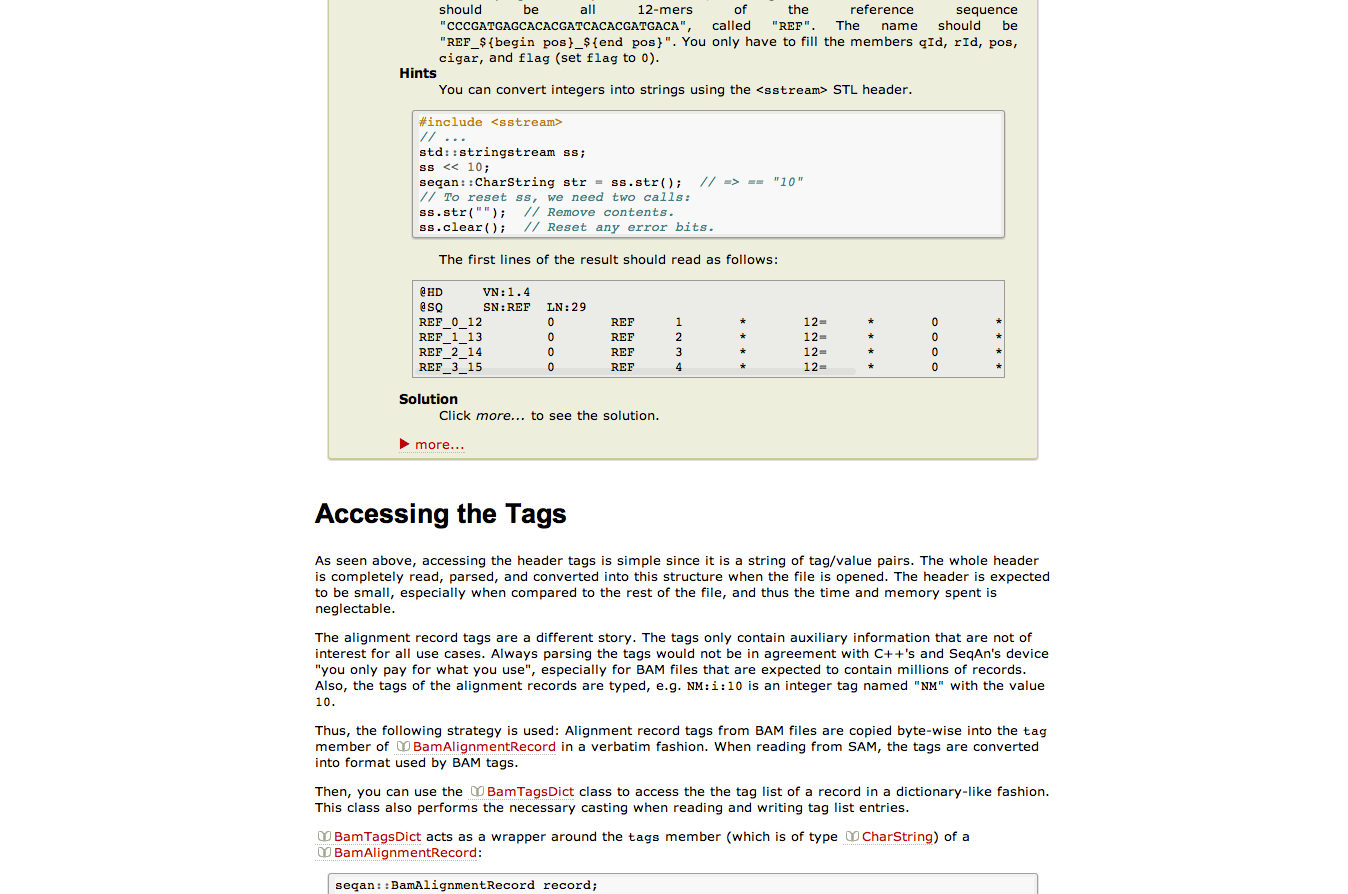 should be all 12-mers of the reference sequence
"CCCGATGAGCACACGATCACACGATGACA", called "REF". The name should be
"REF_${begin pos}_${end pos}". You only have to fill the members qId, rId, pos,
cigar, and flag (set flag to 0).
Hints
You can convert integers into strings using the <sstream> STL header.
#include <sstream>
// ...
std::stringstream ss;
ss << 10;
seqan::CharString str = ss.str();  // => == "10"
// To reset ss, we need two calls:
ss.str("");  // Remove contents.
ss.clear();  // Reset any error bits.
The first lines of the result should read as follows:
@HD VN:1.4
@SQ SN:REF LN:29
REF_0_12 0 REF 1 * 12= * 0 *
REF_1_13 0 REF 2 * 12= * 0 *
REF_2_14 0 REF 3 * 12= * 0 *
REF_3_15 0 REF 4 * 12= * 0 *
Solution
Click more... to see the solution.
more...
Accessing the Tags
As seen above, accessing the header tags is simple since it is a string of tag/value pairs. The whole header
is completely read, parsed, and converted into this structure when the file is opened. The header is expected
to be small, especially when compared to the rest of the file, and thus the time and memory spent is
neglectable.
The alignment record tags are a different story. The tags only contain auxiliary information that are not of
interest for all use cases. Always parsing the tags would not be in agreement with C++'s and SeqAn's device
"you only pay for what you use", especially for BAM files that are expected to contain millions of records.
Also, the tags of the alignment records are typed, e.g. NM:i:10 is an integer tag named "NM" with the value
10.
Thus, the following strategy is used: Alignment record tags from BAM files are copied byte-wise into the tag
member of BamAlignmentRecord in a verbatim fashion. When reading from SAM, the tags are converted
into format used by BAM tags.
Then, you can use the BamTagsDict class to access the the tag list of a record in a dictionary-like fashion.
This class also performs the necessary casting when reading and writing tag list entries.
BamTagsDict acts as a wrapper around the tags member (which is of type CharString) of a
BamAlignmentRecord:
seqan::BamAlignmentRecord record;